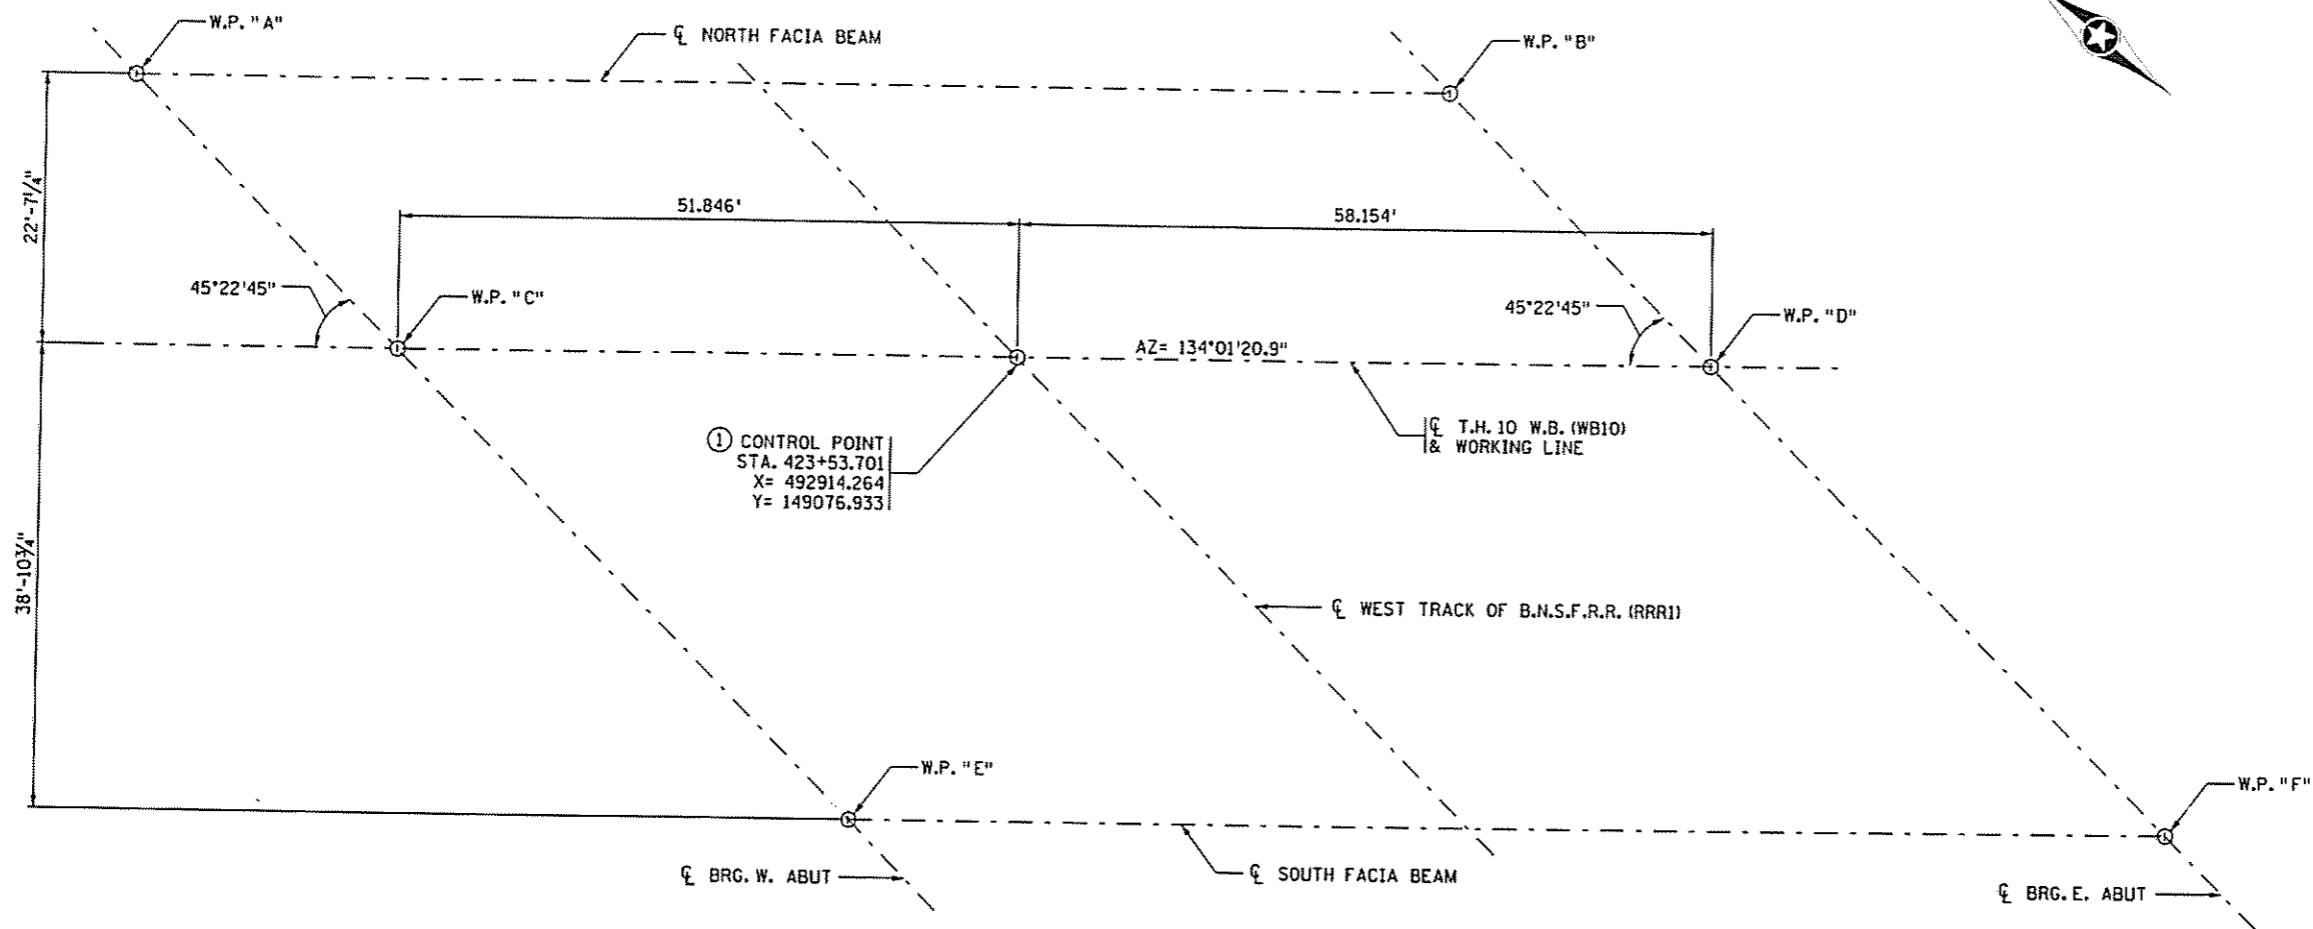 W.P. "A"
℄ NORTH FACIA BEAM
W.P. "B"
22'-7¼"
51.846'
58.154'
45°22'45"
W.P. "C"
45°22'45"
W.P. "D"
AZ= 134°01'20.9"
① CONTROL POINT
STA. 423+53.701
X= 492914.264
Y= 149076.933
℄ T.H. 10 W.B. (WB10)
& WORKING LINE
38'-10¾"
℄ WEST TRACK OF B.N.S.F.R.R. (RRR1)
W.P. "E"
W.P. "F"
℄ BRG. W. ABUT
℄ SOUTH FACIA BEAM
℄ BRG. E. ABUT